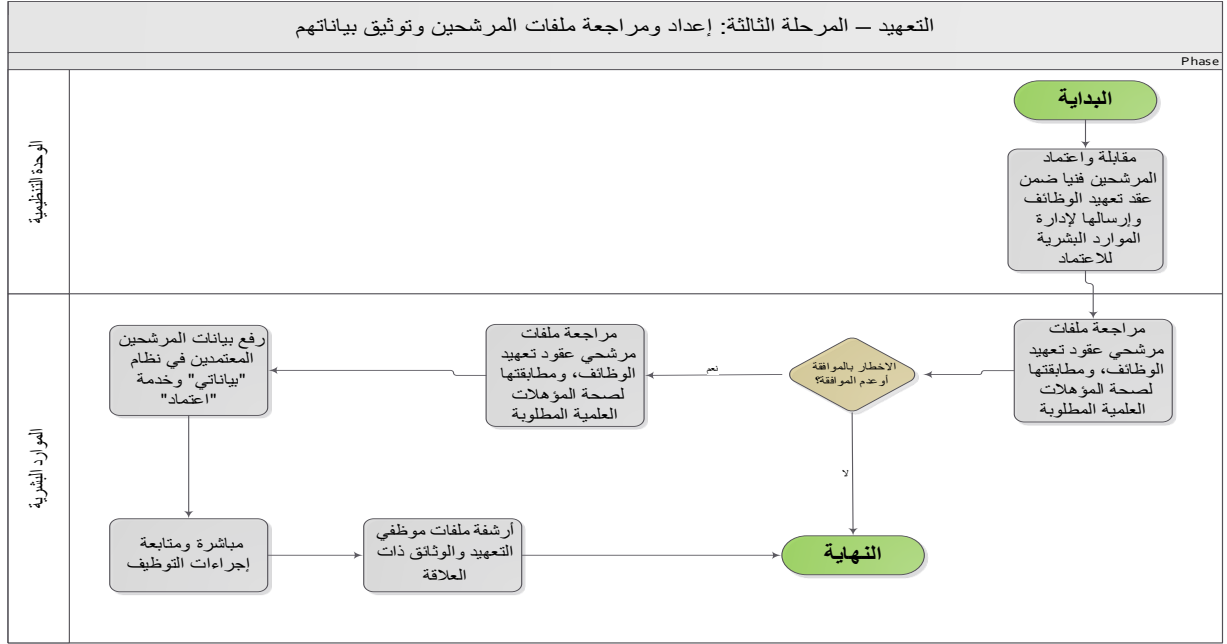 التعهيد – المرحلة الثالثة: إعداد ومراجعة ملفات المرشحين وتوثيق بياناتهم
Phase
الوحدة التنظيمية
البداية
مقابلة واعتماد
المرشحين فنيا ضمن
عقد تعهيد الوظائف
وإرسالها لإدارة
الموارد البشرية
للاعتماد
الموارد البشرية
مراجعة ملفات
مرشحي عقود تعهيد
الوظائف، ومطابقتها
لصحة المؤهلات
العلمية المطلوبة
الاخطار بالموافقة
أوعدم الموافقة؟
نعم
لا
مراجعة ملفات
مرشحي عقود تعهيد
الوظائف، ومطابقتها
لصحة المؤهلات
العلمية المطلوبة
رفع بيانات المرشحين
المعتمدين في نظام
"بياناتي" وخدمة
"اعتماد"
مباشرة ومتابعة
إجراءات التوظيف
أرشفة ملفات موظفي
التعهيد والوثائق ذات
العلاقة
النهاية